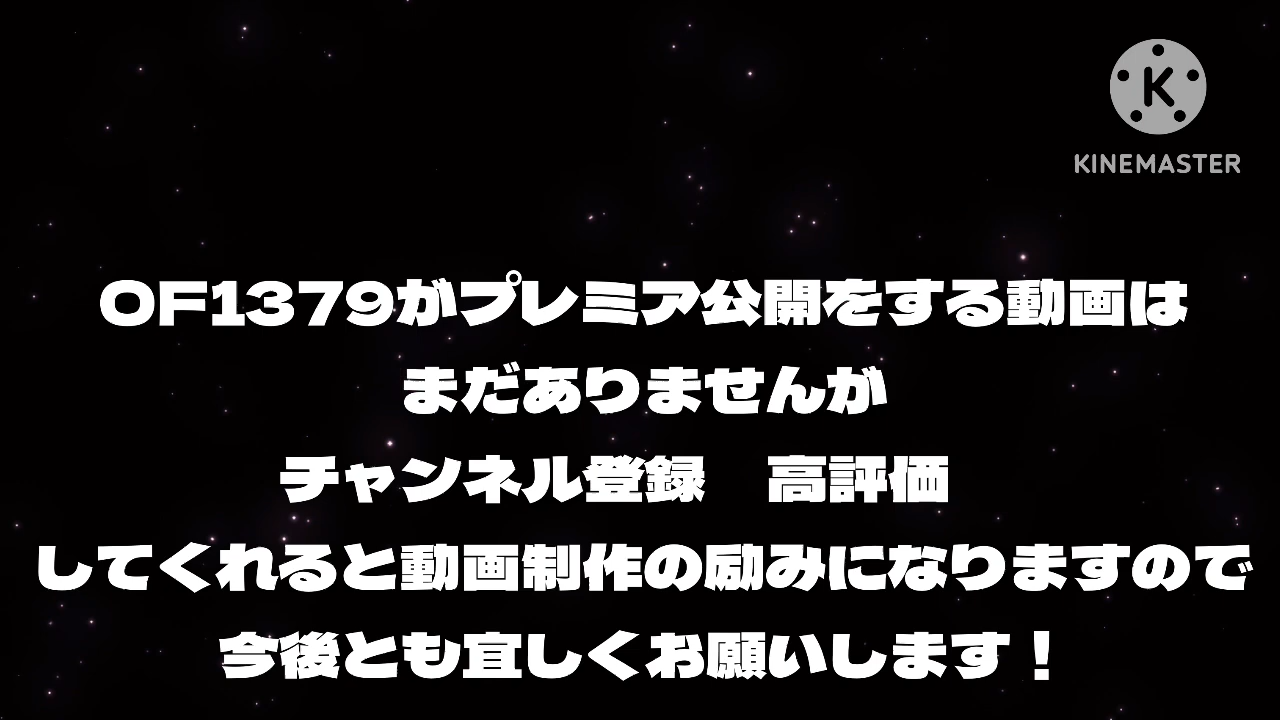 K
KINEMASTER
OF1379がプレミア公開をする動画は
まだありませんが
チャンネル登録　高評価
してくれると動画制作の励みになりますので
今後とも宜しくお願いします！